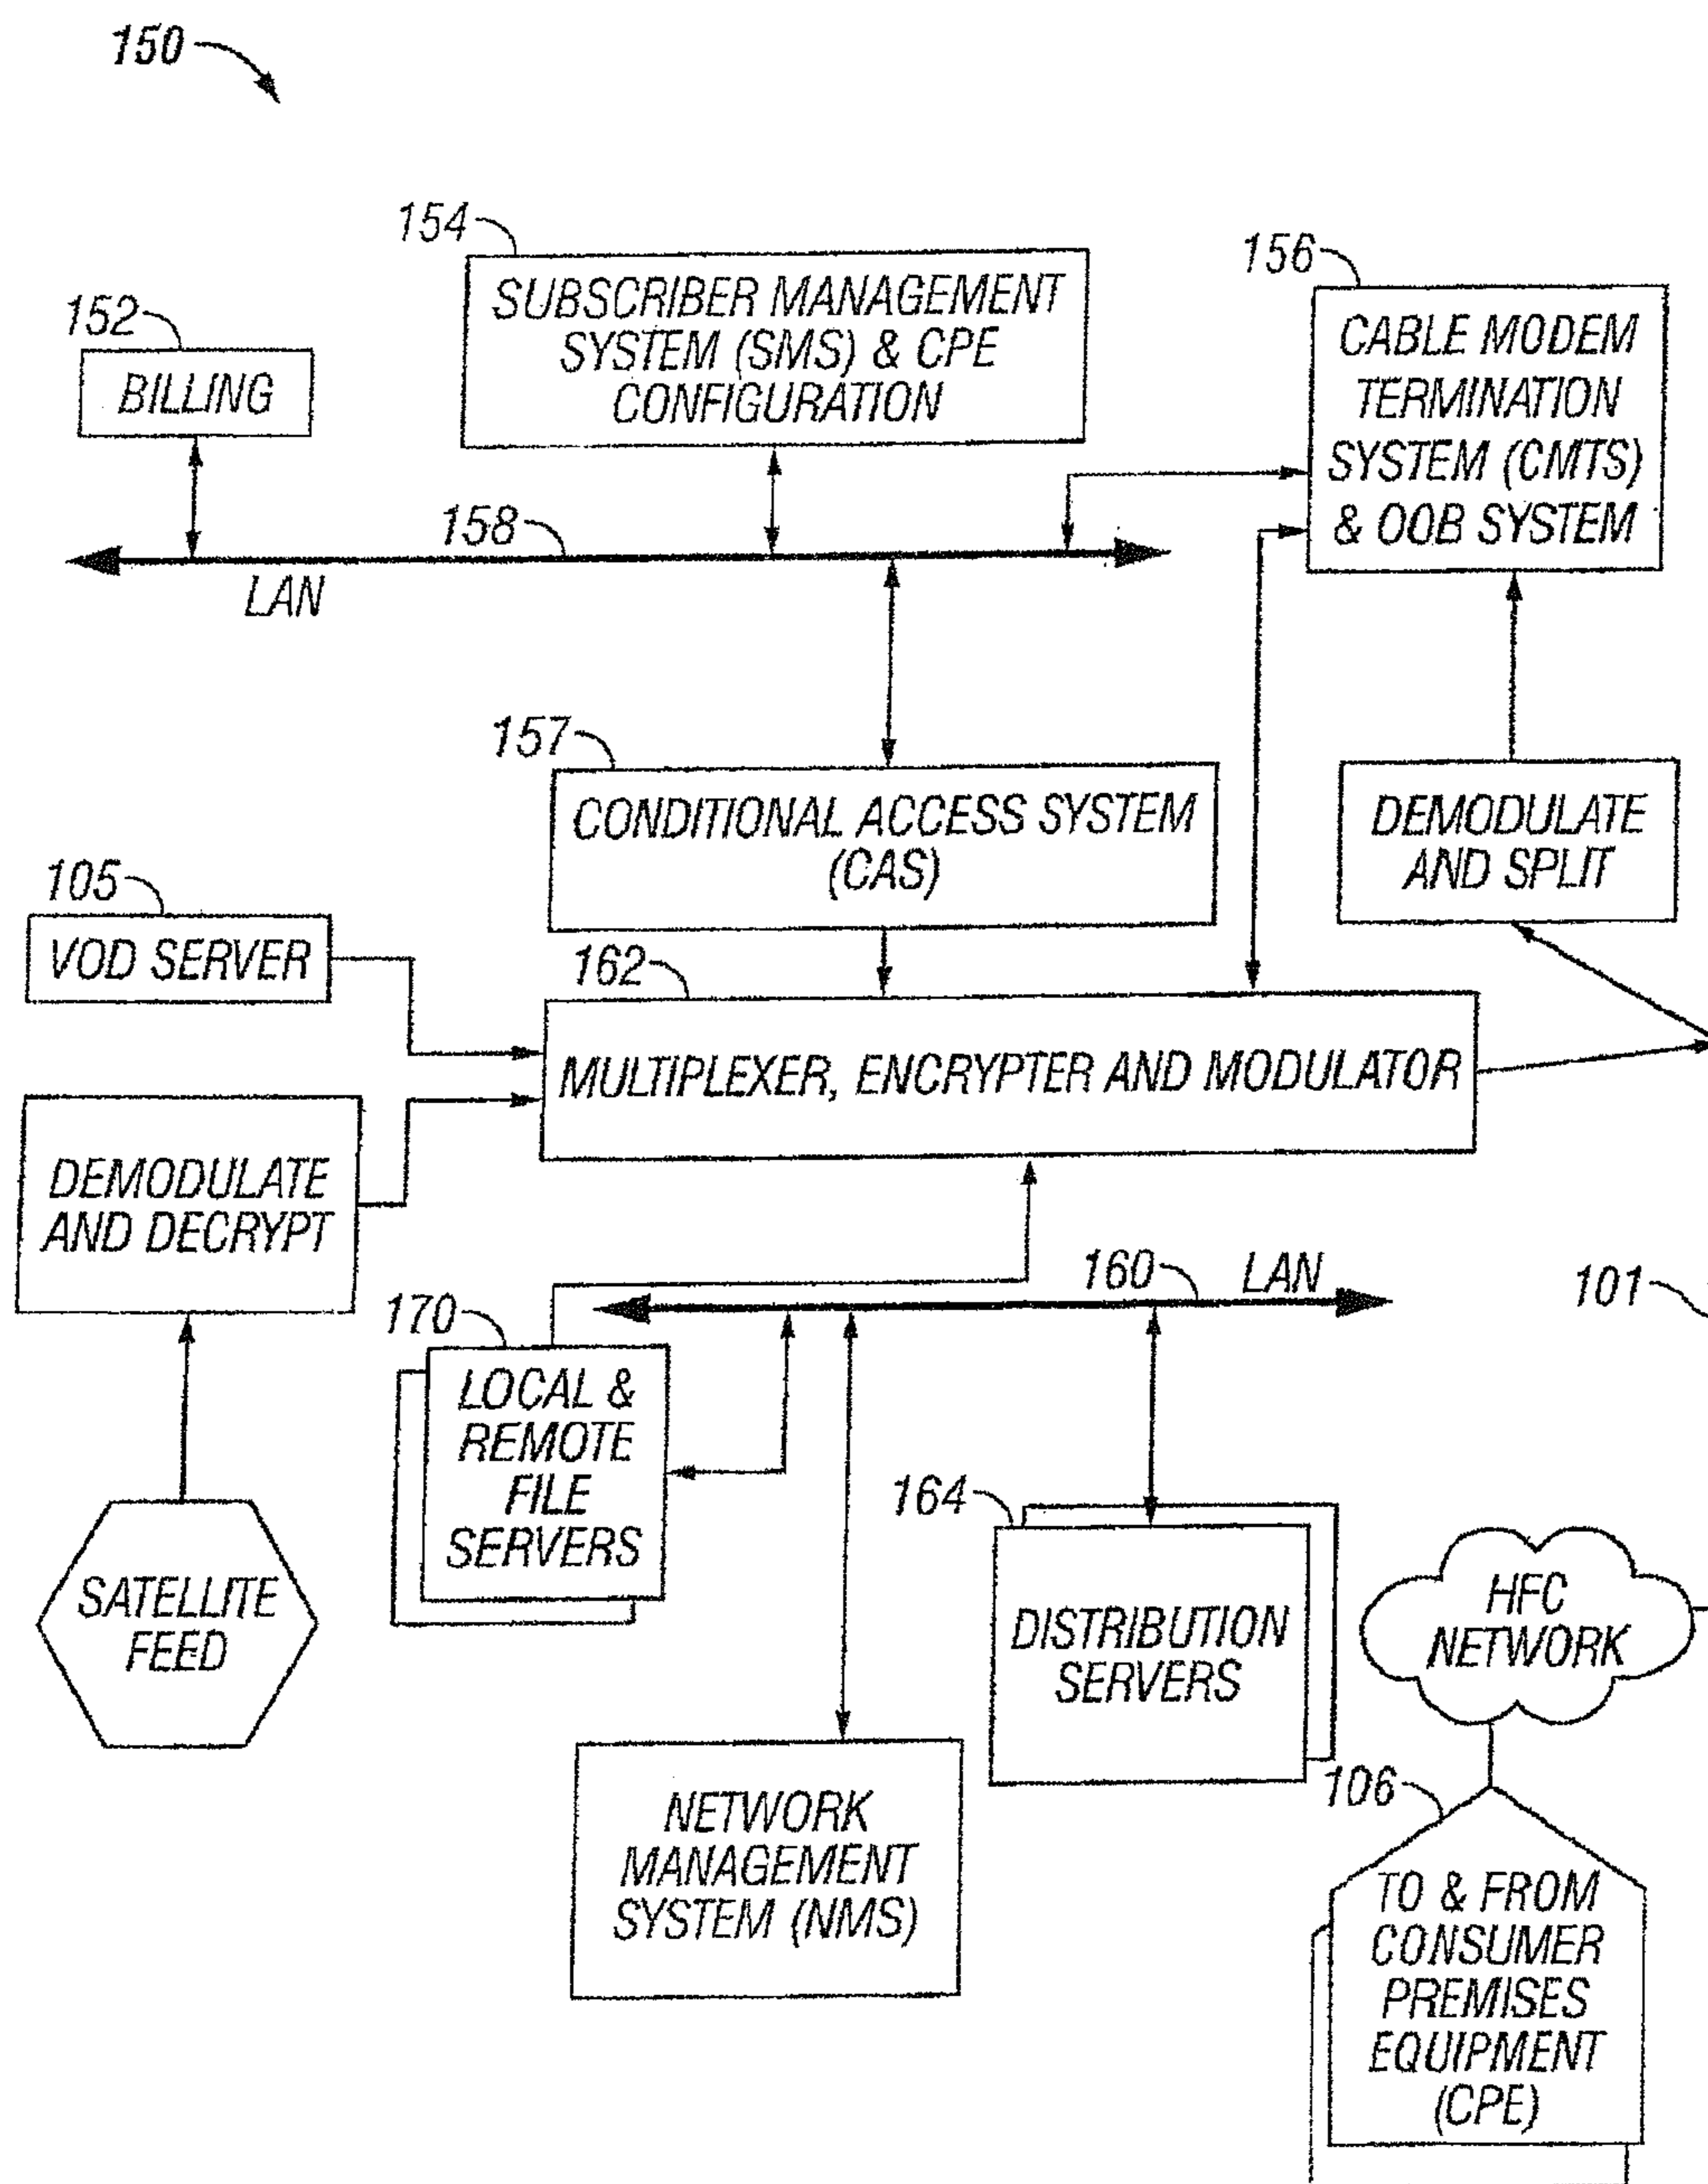 150
154
SUBSCRIBER MANAGEMENT
SYSTEM (SMS) & CPE
CONFIGURATION
156
CABLE MODEM
TERMINATION
SYSTEM (CMTS)
& OOB SYSTEM
152
BILLING
158
LAN
157
CONDITIONAL ACCESS SYSTEM
(CAS)
DEMODULATE
AND SPLIT
105
VOD SERVER
162
MULTIPLEXER, ENCRYPTER AND MODULATOR
DEMODULATE
AND DECRYPT
160
LAN
101
170
LOCAL &
REMOTE
FILE
SERVERS
164
DISTRIBUTION
SERVERS
SATELLITE
FEED
HFC
NETWORK
NETWORK
MANAGEMENT
SYSTEM (NMS)
106
TO & FROM
CONSUMER
PREMISES
EQUIPMENT
(CPE)